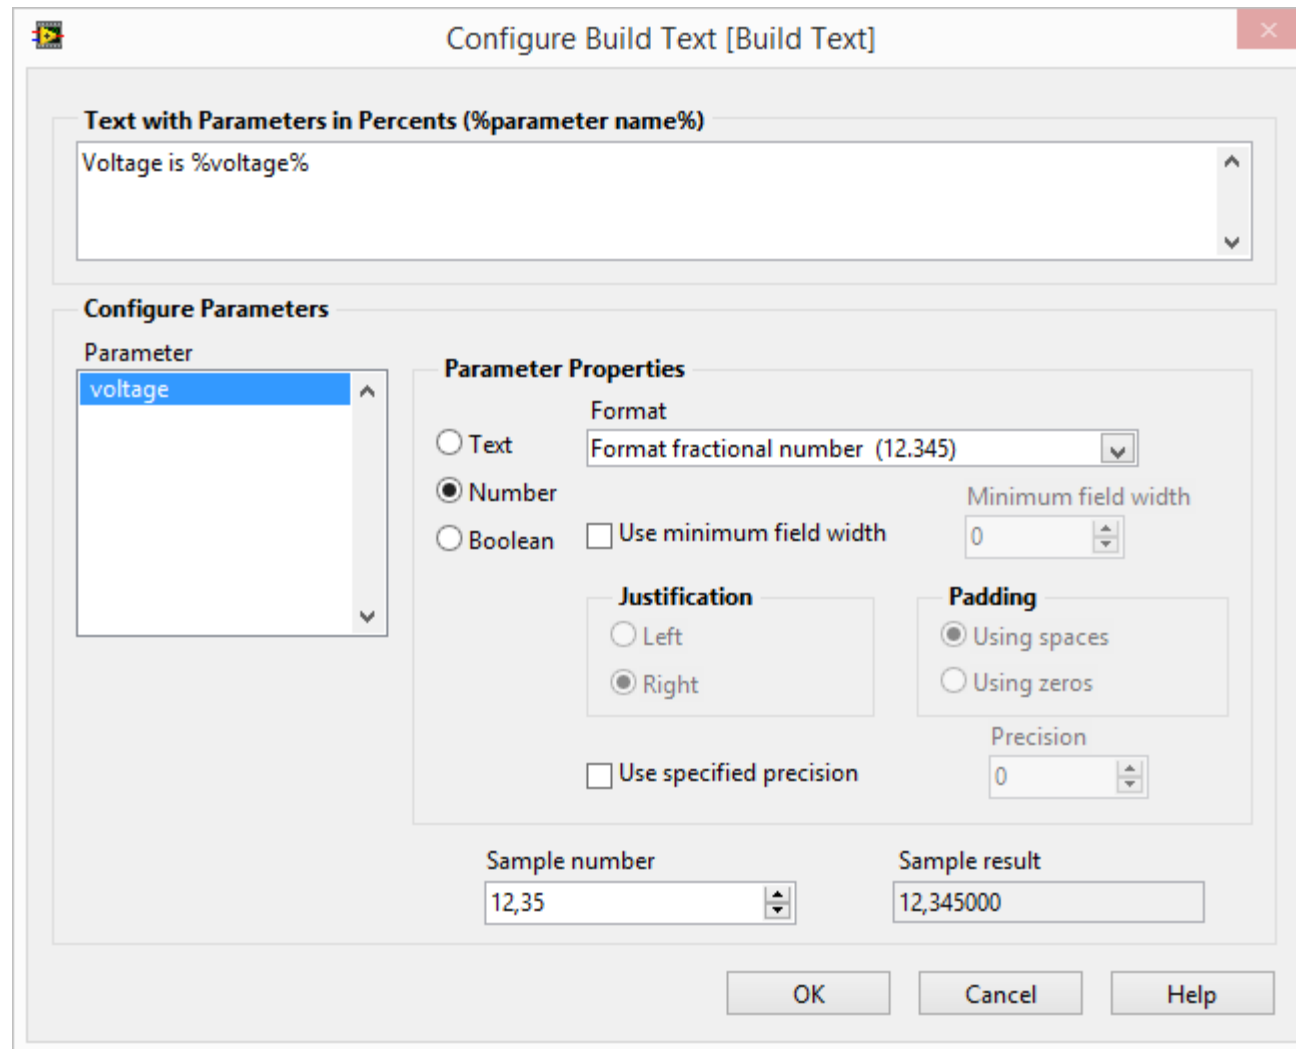 Configure Build Text [Build Text]
Text with Parameters in Percents (%parameter name%)
Voltage is %voltage%
Configure Parameters
Parameter
voltage
Parameter Properties
Format
Text
Format fractional number  (12.345)
Number
Minimum field width
Boolean
Use minimum field width
0
Justification
Padding
Left
Using spaces
Right
Using zeros
Precision
Use specified precision
0
Sample number
Sample result
12,35
12,345000
OK
Cancel
Help